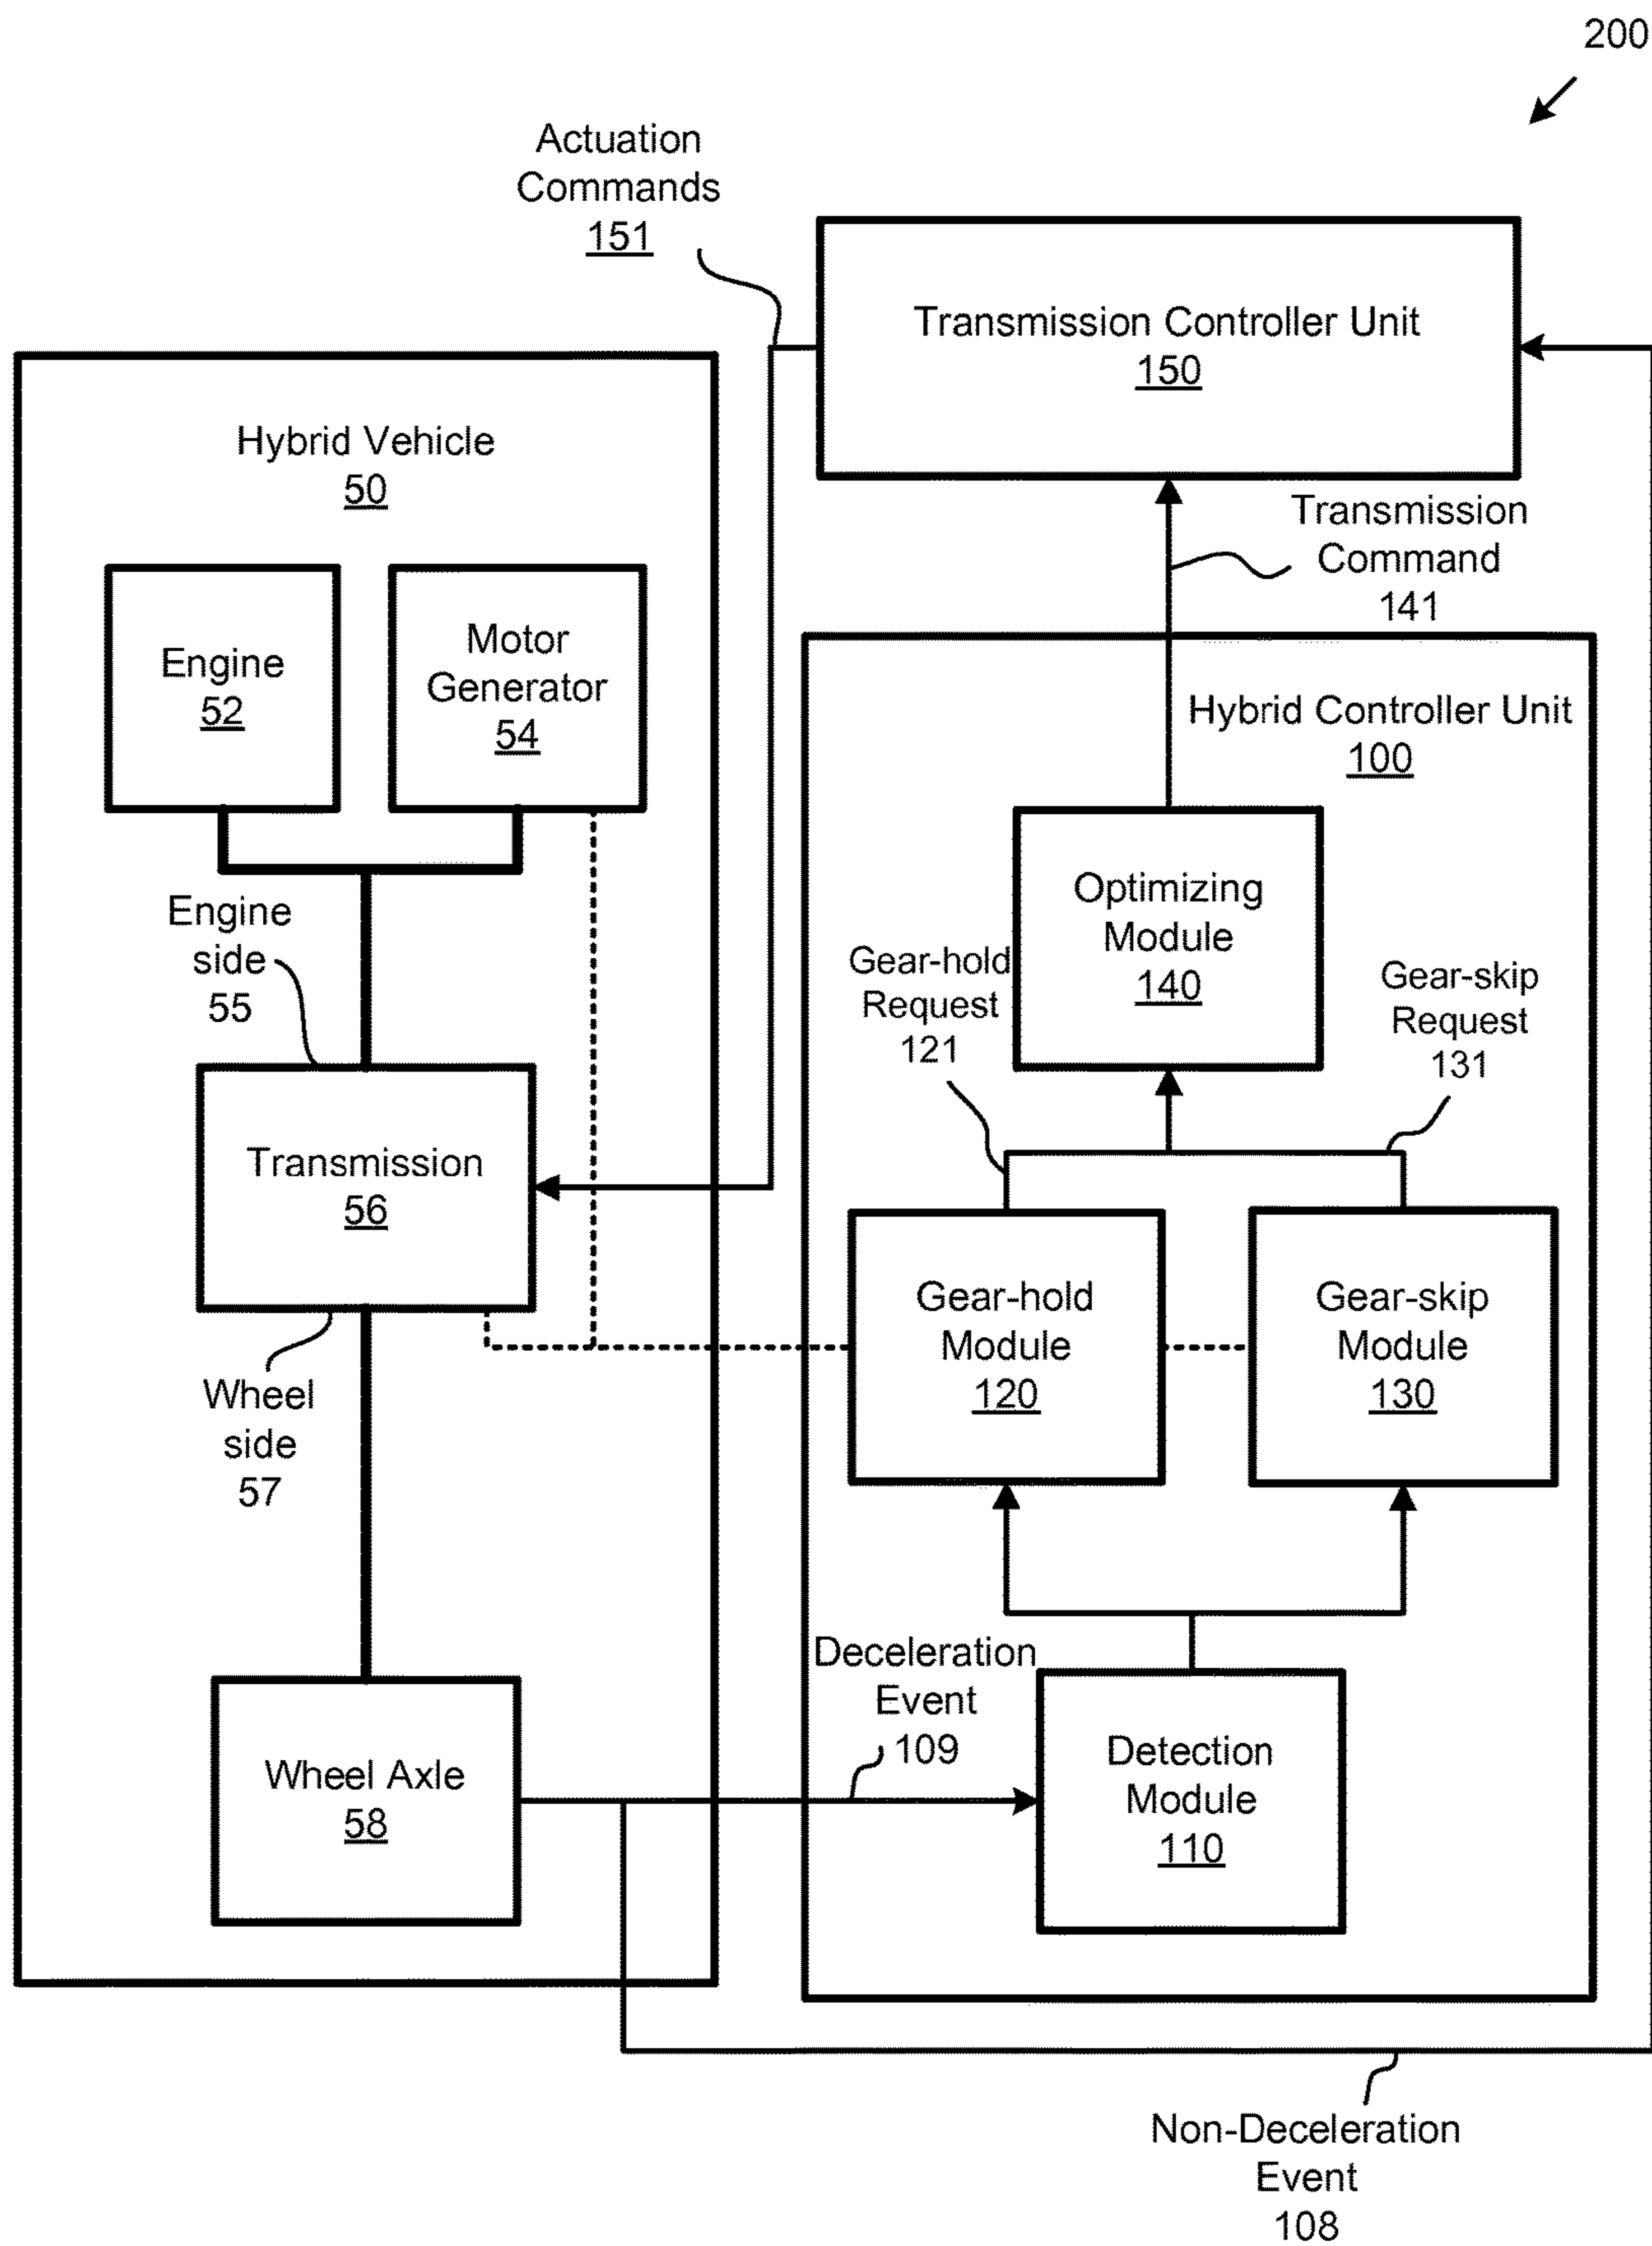 200
Actuation
Commands
151
Transmission Controller Unit
150
Hybrid Vehicle
50
Transmission
Command
141
Engine
52
Motor
Generator
54
Hybrid Controller Unit
100
Engine
side
55
Optimizing
Module
140
Gear-hold
Request
121
Gear-skip
Request
131
Transmission
56
Gear-hold
Module
120
Gear-skip
Module
130
Wheel
side
57
Deceleration
Event
109
Wheel Axle
58
Detection
Module
110
Non-Deceleration
Event
108